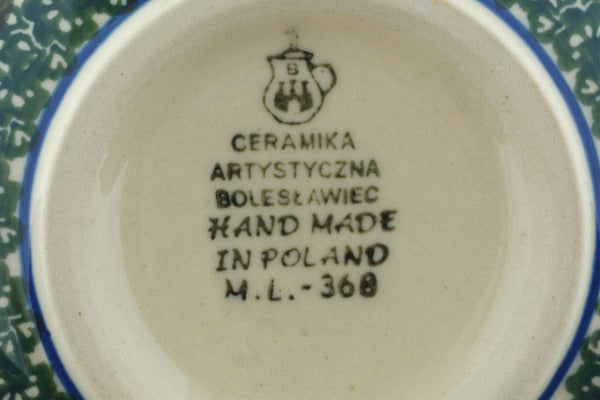 B
CERAMIKA
ARTYSTYCZNA
BOLESŁAWIEC
HAND MADE
IN POLAND
M.L.-368